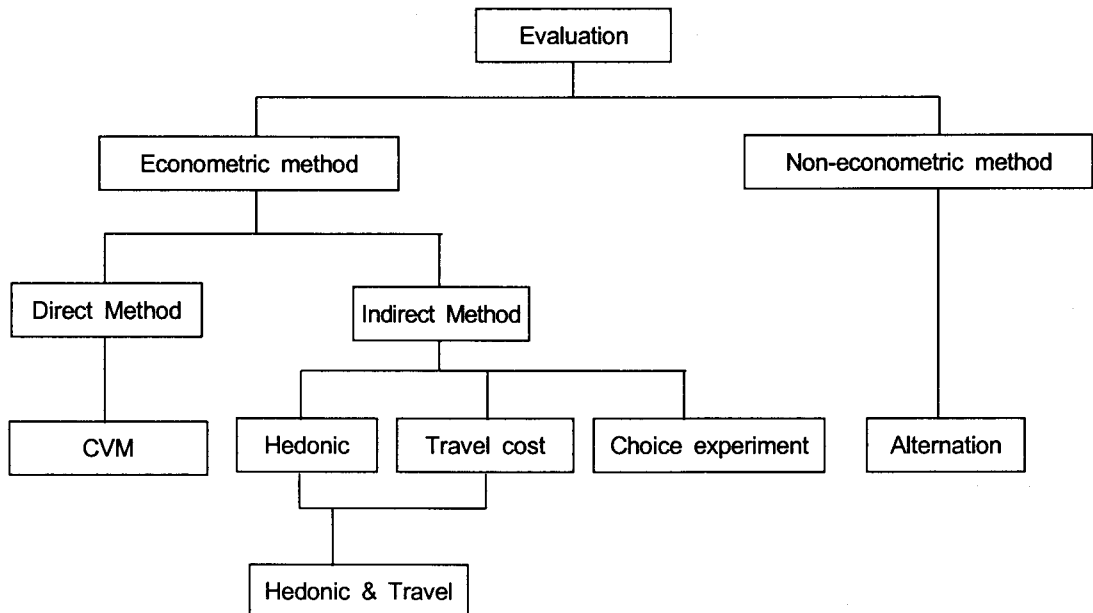 Evaluation
Econometric method
Non-econometric method
Direct Method
Indirect Method
CVM
Hedonic
Travel cost
Choice experiment
Alternation
Hedonic & Travel